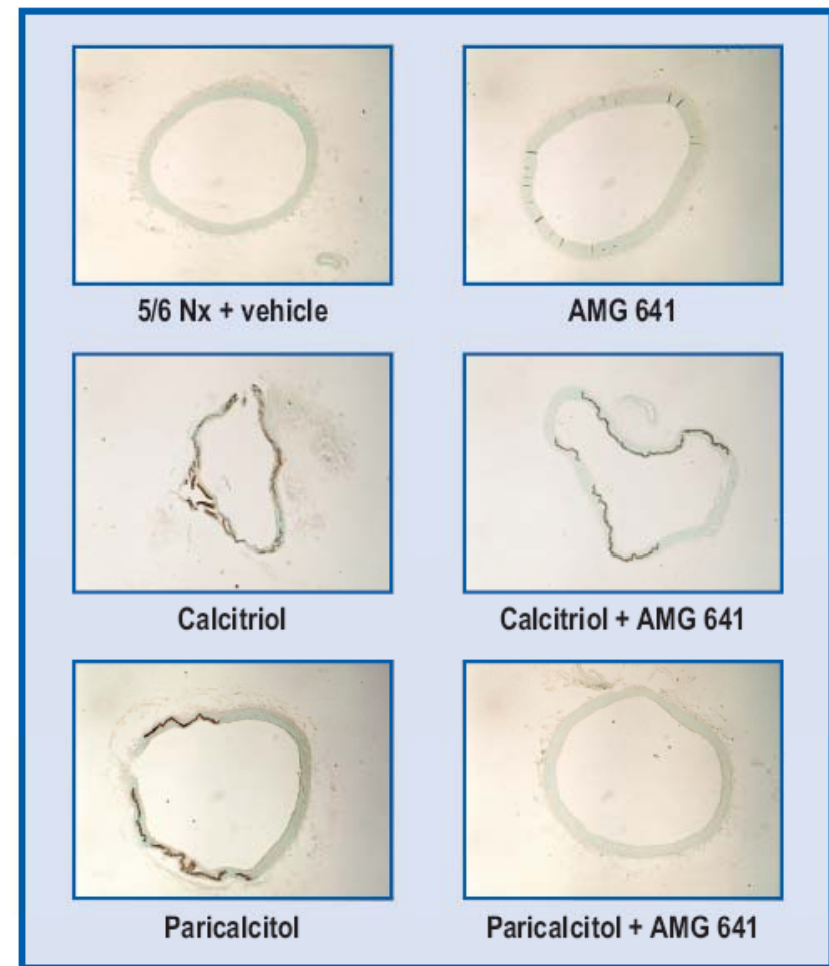 5/6 Nx + vehicle
AMG 641
Calcitriol
Calcitriol + AMG 641
Paricalcitol
Paricalcitol + AMG 641